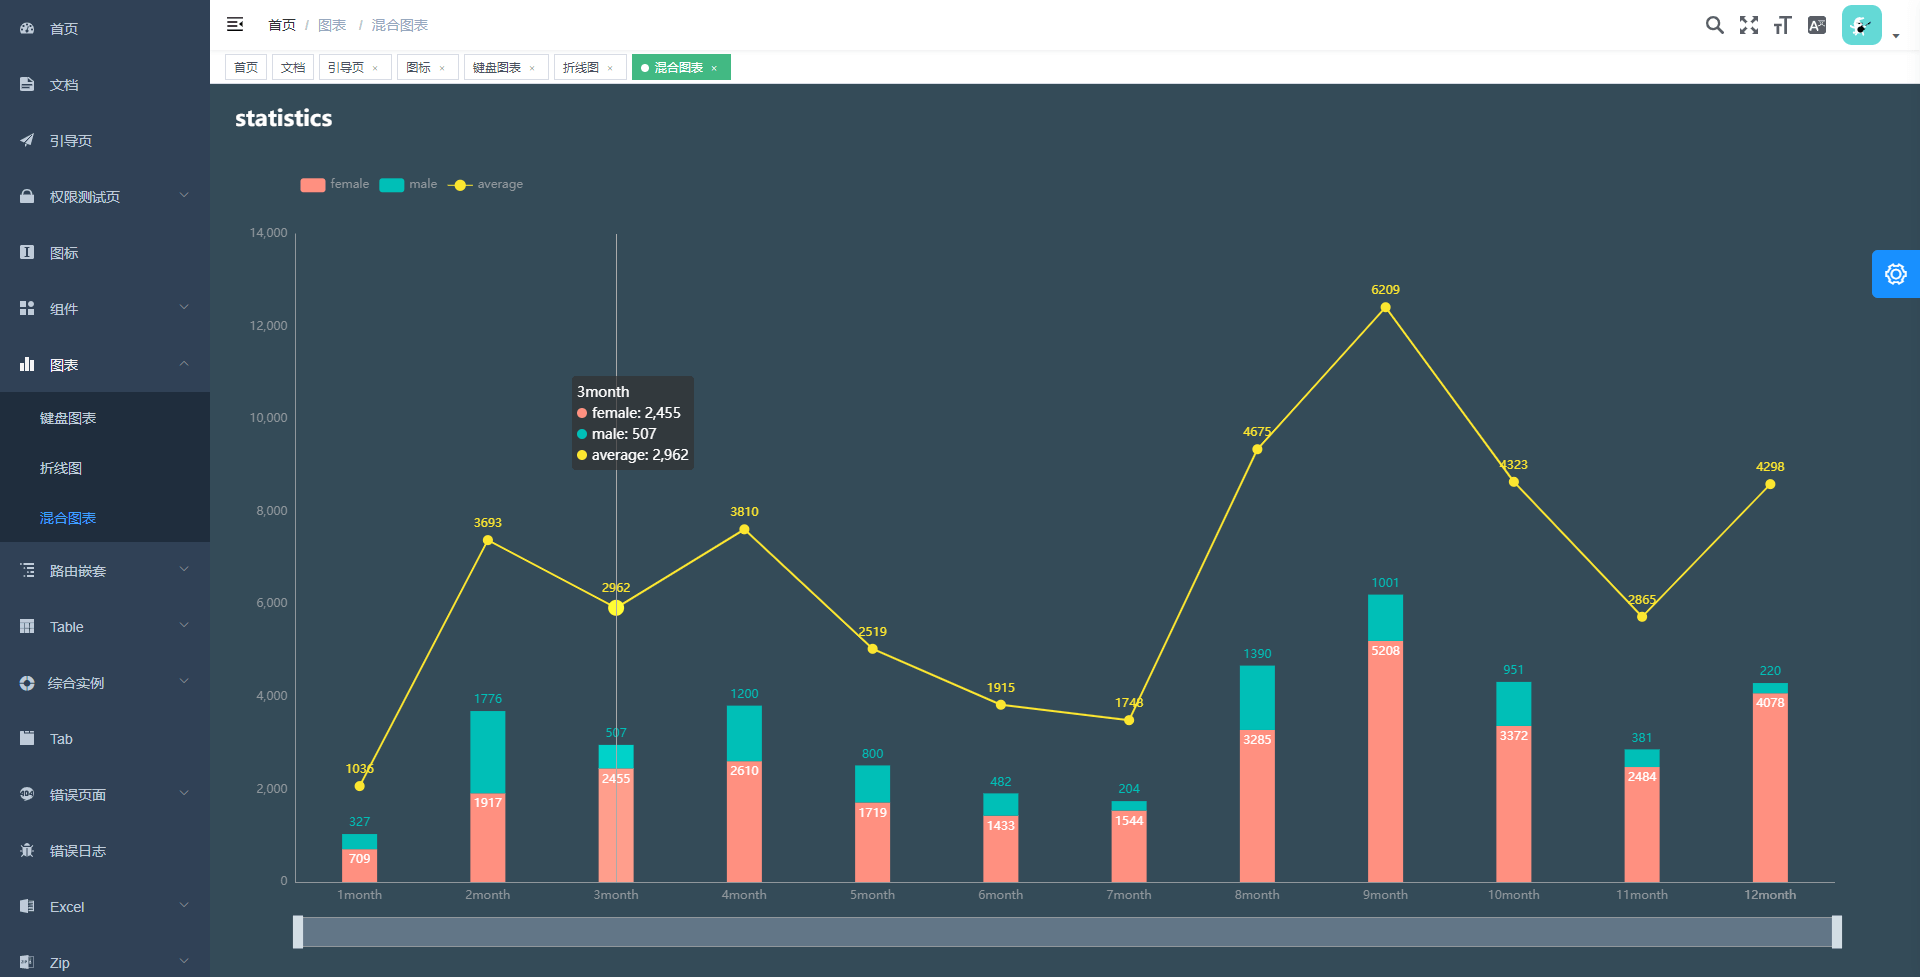 首页
文档
引导页
权限测试页
图标
组件
图表
键盘图表
折线图
混合图表
路由嵌套
Table
综合实例
Tab
404
错误页面
错误日志
Excel
Zip
首页 / 图表 / 混合图表
首页 文档 引导页 × 图标 × 键盘图表 × 折线图 × 混合图表 ×
statistics
female male average
14,000
12,000
10,000
8,000
6,000
4,000
2,000
0
6209
4675
4323
4298
3693
3810
2962
2519
2865
1915
1748
1036
3month
female: 2,455
male: 507
average: 2,962
327
1776
507
1200
800
482
204
1390
1001
951
381
220
709
1917
2455
2610
1719
1433
1544
3285
5208
3372
2484
4078
1month 2month 3month 4month 5month 6month 7month 8month 9month 10month 11month 12month